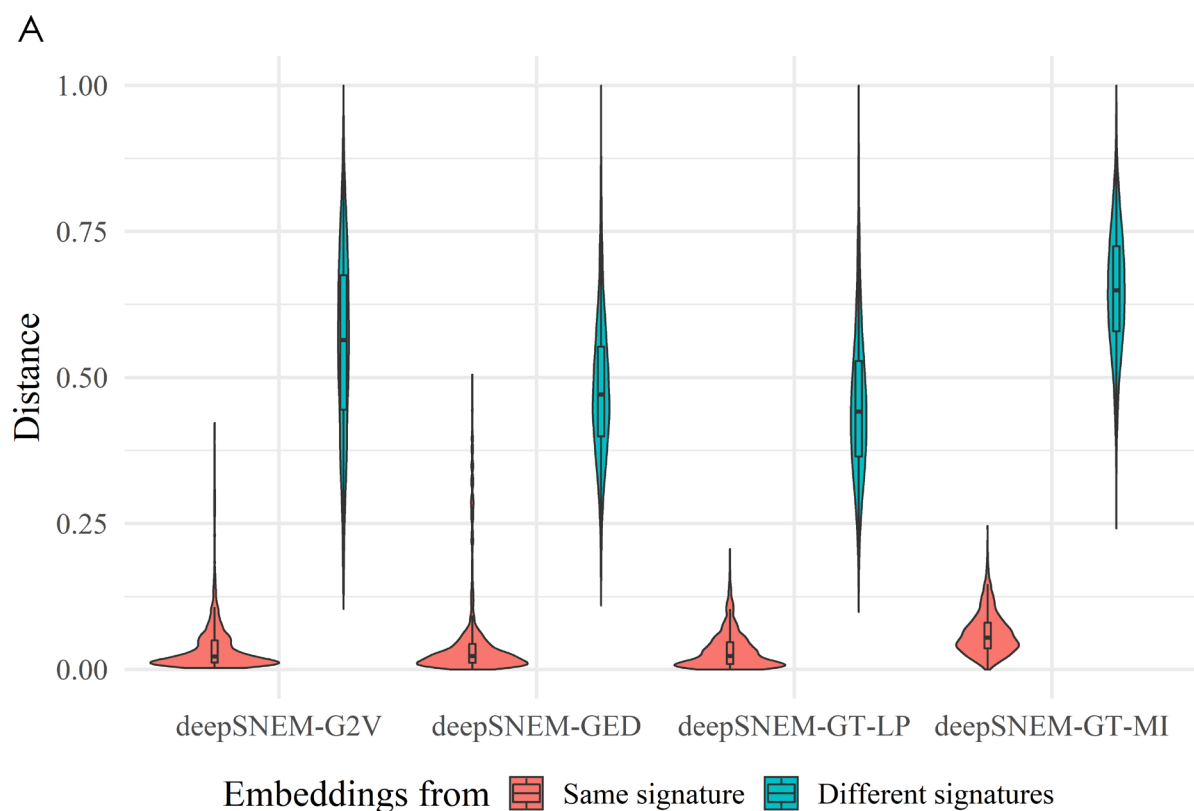 A
1.00
0.75
0.50
0.25
0.00
Distance
deepSNEM-G2V deepSNEM-GED deepSNEM-GT-LP deepSNEM-GT-MI
Embeddings from Same signature Different signatures